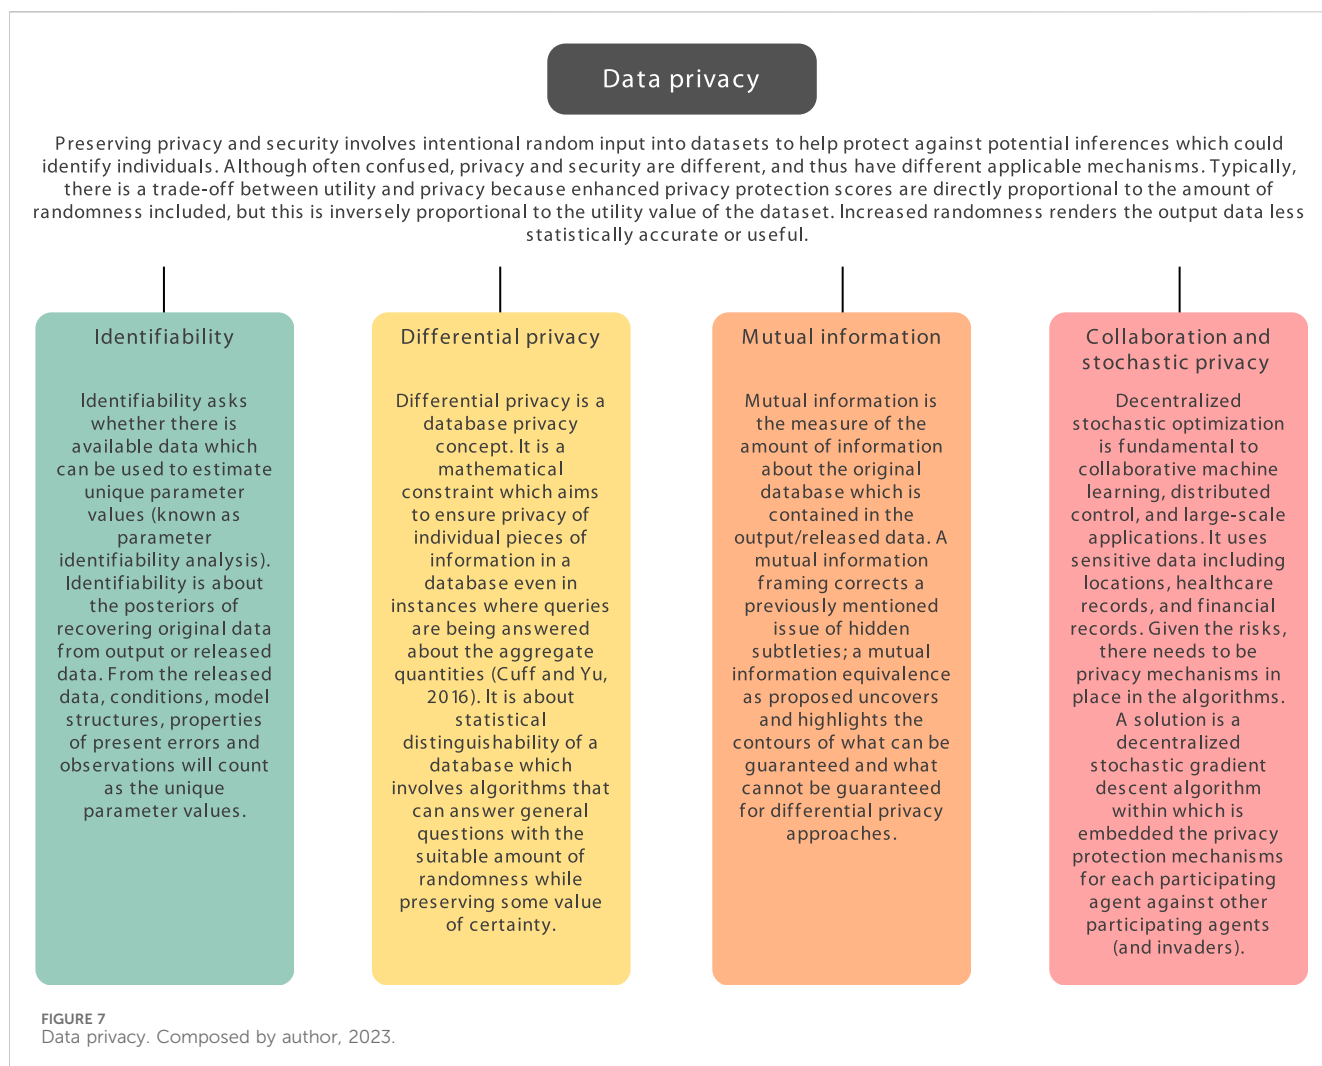 Data privacy
Preserving privacy and security involves intentional random input into datasets to help protect against potential inferences which could
identify individuals. Although often confused, privacy and security are different, and thus have different applicable mechanisms. Typically,
there is a trade-off between utility and privacy because enhanced privacy protection scores are directly proportional to the amount of
randomness included, but this is inversely proportional to the utility value of the dataset. Increased randomness renders the output data less
statistically accurate or useful.
Identifiability
Identifiability asks
whether there is
available data which
can be used to estimate
unique parameter
values (known as
parameter
identifiability analysis).
Identifiability is about
the posteriors of
recovering original data
from output or released
data. From the released
data, conditions, model
structures, properties
of present errors and
observations will count
as the unique
parameter values.
Differential privacy
Differential privacy is a
database privacy
concept. It is a
mathematical
constraint which aims
to ensure privacy of
individual pieces of
information in a
database even in
instances where queries
are being answered
about the aggregate
quantities (Cuff and Yu,
2016). It is about
statistical
distinguishability of a
database which
involves algorithms that
can answer general
questions with the
suitable amount of
randomness while
preserving some value
of certainty.
Mutual information
Mutual information is
the measure of the
amount of information
about the original
database which is
contained in the
output/released data. A
mutual information
framing corrects a
previously mentioned
issue of hidden
subtleties; a mutual
information equivalence
as proposed uncovers
and highlights the
contours of what can be
guaranteed and what
cannot be guaranteed
for differential privacy
approaches.
Collaboration and
stochastic privacy
Decentralized
stochastic optimization
is fundamental to
collaborative machine
learning, distributed
control, and large-scale
applications. It uses
sensitive data including
locations, healthcare
records, and financial
records. Given the risks,
there needs to be
privacy mechanisms in
place in the algorithms.
A solution is a
decentralized
stochastic gradient
descent algorithm
within which is
embedded the privacy
protection mechanisms
for each participating
agent against other
participating agents
(and invaders).
FIGURE 7
Data privacy. Composed by author, 2023.